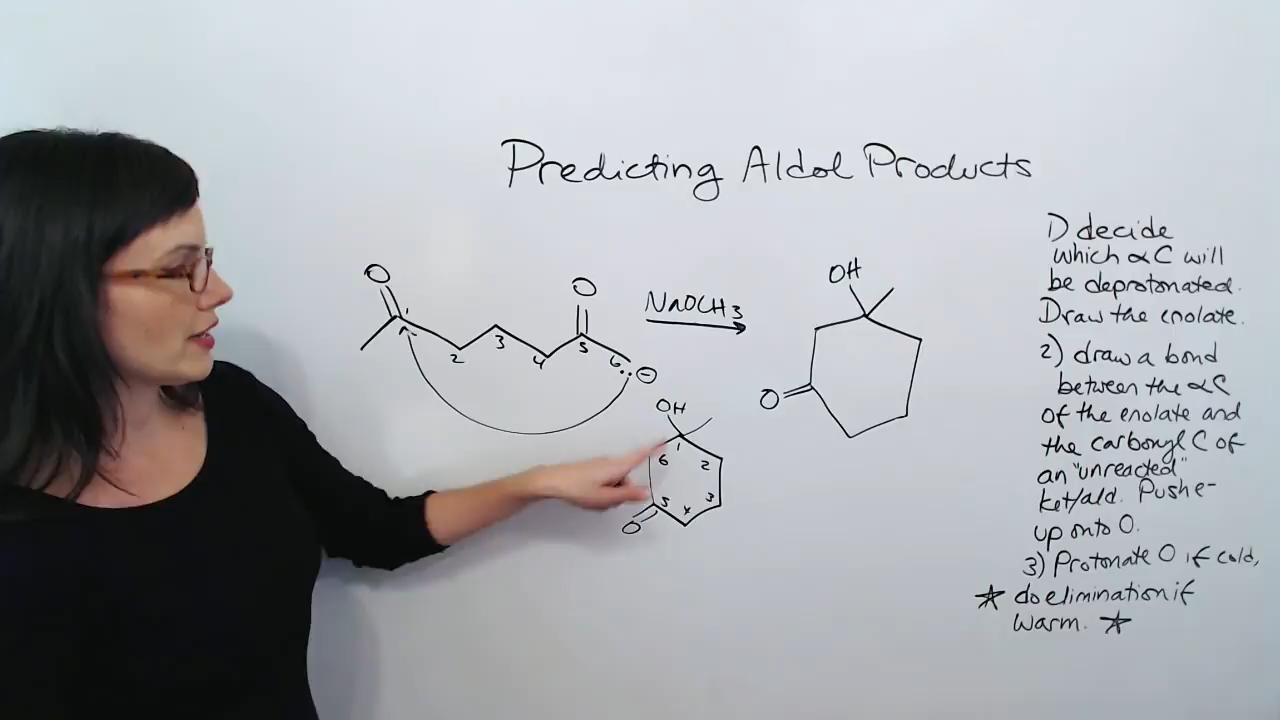 Predicting Aldol Products
O
1
2
3
4
5
O
6
..
⊖
NaOCH3
OH
O
OH
1
2
3
4
5
6
O
1) decide
which αC will
be deprotonated.
Draw the enolate.
2) draw a bond
between the αC
of the enolate and
the carbonyl C of
an "unreacted"
ket/ald. Push e-
up onto O.
3) Protonate O if cold,
☆ do elimination if
warm. ☆